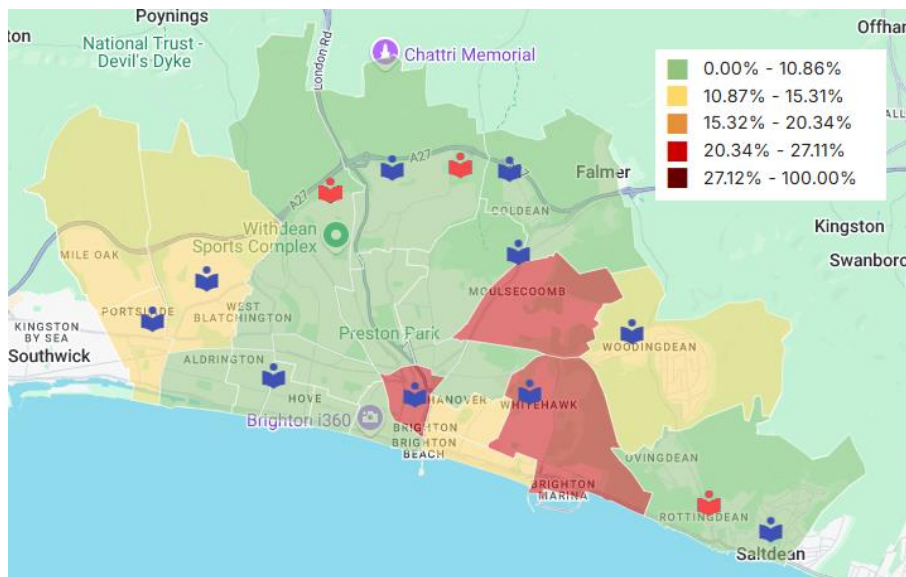 Poynings
ton
National Trust -
Devil's Dyke
London Rd
Chattri Memorial
Offhar
0.00% - 10.86%
10.87% - 15.31%
15.32% - 20.34%
20.34% - 27.11%
27.12% - 100.00%
A27
A27
Falmer
COLDEAN
Kingston
Swanboro
Withdean
Sports Complex
MILE OAK
PORTSLADE
WEST
BLATCHINGTON
MOULSECOOMB
KINGSTON
BY SEA
Southwick
Preston Park
WOODINGDEAN
ALDRINGTON
HOVE
HANOVER
WHITEHAWK
Brighton i360
BRIGHTON
BRIGHTON
BEACH
OVINGDEAN
BRIGHTON
MARINA
ROTTINGDEAN
Saltdean